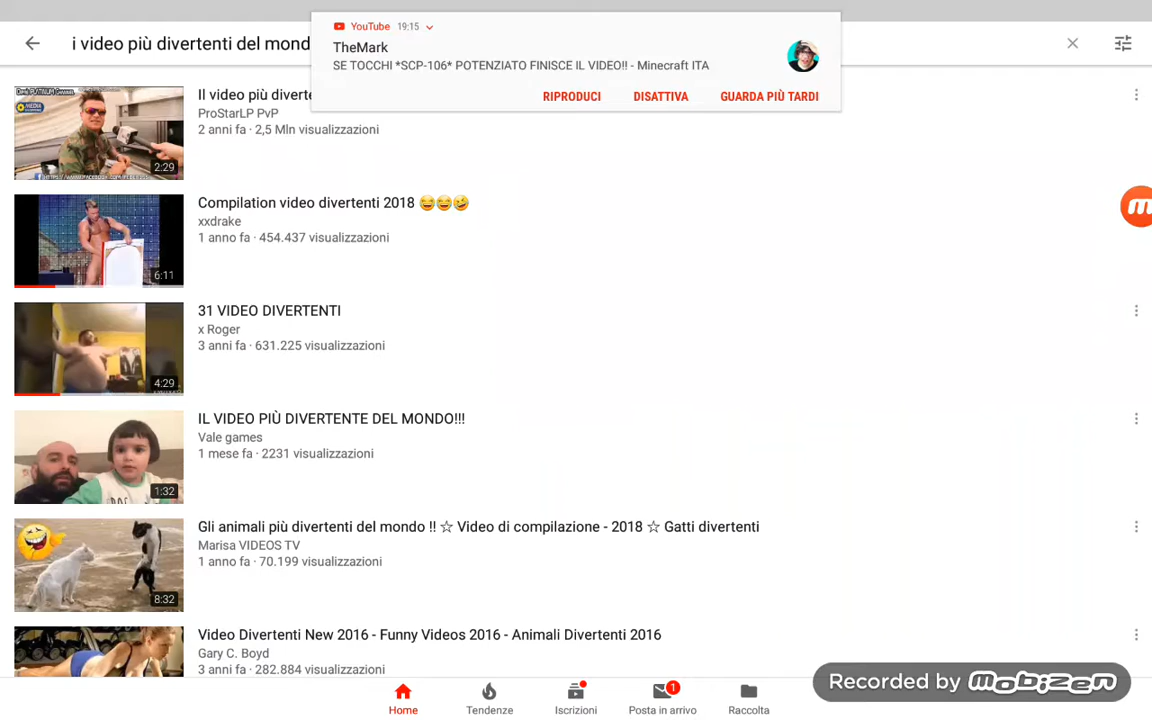 YouTube 19:15
TheMark
SE TOCCHI *SCP-106* POTENZIATO FINISCE IL VIDEO!! - Minecraft ITA
RIPRODUCI DISATTIVA GUARDA PIÙ TARDI
i video più divertenti del mond
Il video più diverte
ProStarLP PvP
2 anni fa · 2,5 Mln visualizzazioni
2:29
Compilation video divertenti 2018 😂😂🤣
xxdrake
1 anno fa · 454.437 visualizzazioni
6:11
31 VIDEO DIVERTENTI
x Roger
3 anni fa · 631.225 visualizzazioni
4:29
IL VIDEO PIÙ DIVERTENTE DEL MONDO!!!
Vale games
1 mese fa · 2231 visualizzazioni
1:32
Gli animali più divertenti del mondo !! ☆ Video di compilazione - 2018 ☆ Gatti divertenti
Marisa VIDEOS TV
1 anno fa · 70.199 visualizzazioni
8:32
Video Divertenti New 2016 - Funny Videos 2016 - Animali Divertenti 2016
Gary C. Boyd
3 anni fa · 282.884 visualizzazioni
1
Home Tendenze Iscrizioni Posta in arrivo Raccolta
Recorded by mobizen